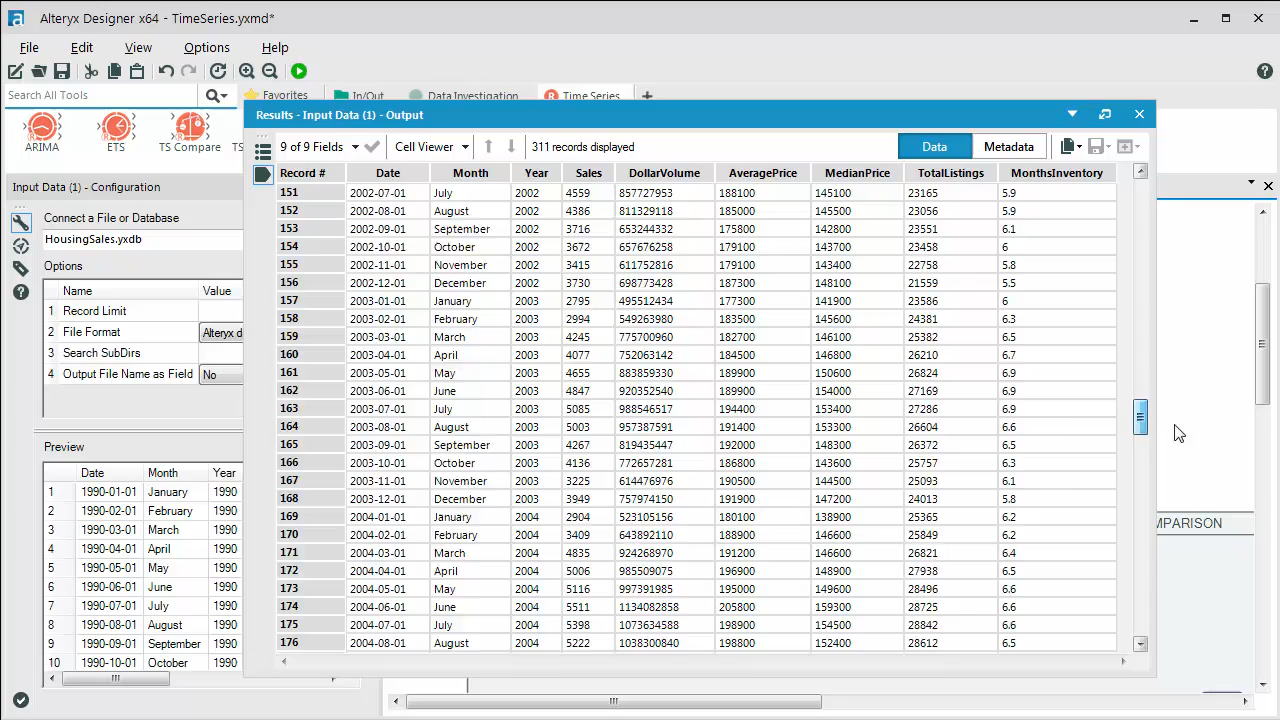 Alteryx Designer x64 - TimeSeries.yxmd*
File Edit View Options Help
Search All Tools
Favorites In/Out Data Investigation Time Series
ARIMA ETS TS Compare
Results - Input Data (1) - Output
9 of 9 Fields Cell Viewer 311 records displayed Data Metadata
Input Data (1) - Configuration
Connect a File or Database
HousingSales.yxdb
Options
Name Value
1 Record Limit
2 File Format Alteryx d
3 Search SubDirs
4 Output File Name as Field No
Preview
Date Month Year
1 1990-01-01 January 1990
2 1990-02-01 February 1990
3 1990-03-01 March 1990
4 1990-04-01 April 1990
5 1990-05-01 May 1990
6 1990-06-01 June 1990
7 1990-07-01 July 1990
8 1990-08-01 August 1990
9 1990-09-01 September 1990
10 1990-10-01 October 1990
Record # Date Month Year Sales DollarVolume AveragePrice MedianPrice TotalListings MonthsInventory
151 2002-07-01 July 2002 4559 857727953 188100 145100 23165 5.9
152 2002-08-01 August 2002 4386 811329118 185000 145500 23056 5.9
153 2002-09-01 September 2002 3716 653244332 175800 142800 23551 6.1
154 2002-10-01 October 2002 3672 657676258 179100 143700 23458 6
155 2002-11-01 November 2002 3415 611752816 179100 143400 22758 5.8
156 2002-12-01 December 2002 3730 698773428 187300 148100 21559 5.5
157 2003-01-01 January 2003 2795 495512434 177300 141900 23586 6
158 2003-02-01 February 2003 2994 549263980 183500 145600 24381 6.3
159 2003-03-01 March 2003 4245 775700960 182700 146100 25382 6.5
160 2003-04-01 April 2003 4077 752063142 184500 146800 26210 6.7
161 2003-05-01 May 2003 4655 883859330 189900 150600 26824 6.9
162 2003-06-01 June 2003 4847 920352540 189900 154000 27169 6.9
163 2003-07-01 July 2003 5085 988546517 194400 153400 27286 6.9
164 2003-08-01 August 2003 5003 957387591 191400 153300 26604 6.6
165 2003-09-01 September 2003 4267 819435447 192000 148300 26372 6.5
166 2003-10-01 October 2003 4136 772657281 186800 143600 25757 6.3
167 2003-11-01 November 2003 3225 614476976 190500 144500 25093 6.1
168 2003-12-01 December 2003 3949 757974150 191900 147200 24013 5.8
169 2004-01-01 January 2004 2904 523105156 180100 138900 25365 6.2
170 2004-02-01 February 2004 3409 643892110 188900 146600 25849 6.2
171 2004-03-01 March 2004 4835 924268970 191200 146600 26821 6.4
172 2004-04-01 April 2004 5006 985509075 196900 148900 27938 6.5
173 2004-05-01 May 2004 5116 997391985 195000 148900 28496 6.6
174 2004-06-01 June 2004 5511 1134082858 205800 159300 28725 6.6
175 2004-07-01 July 2004 5398 1073634588 198900 154500 28842 6.6
176 2004-08-01 August 2004 5222 1038300840 198800 152400 28612 6.5
MPARISON